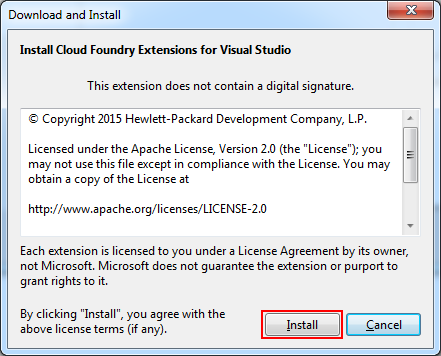 Download and Install
Install Cloud Foundry Extensions for Visual Studio
This extension does not contain a digital signature.
© Copyright 2015 Hewlett-Packard Development Company, L.P.
Licensed under the Apache License, Version 2.0 (the "License"); you
may not use this file except in compliance with the License. You may
obtain a copy of the License at
http://www.apache.org/licenses/LICENSE-2.0
Each extension is licensed to you under a License Agreement by its owner,
not Microsoft. Microsoft does not guarantee the extension or purport to
grant rights to it.
By clicking "Install", you agree with the
above license terms (if any).
Install
Cancel